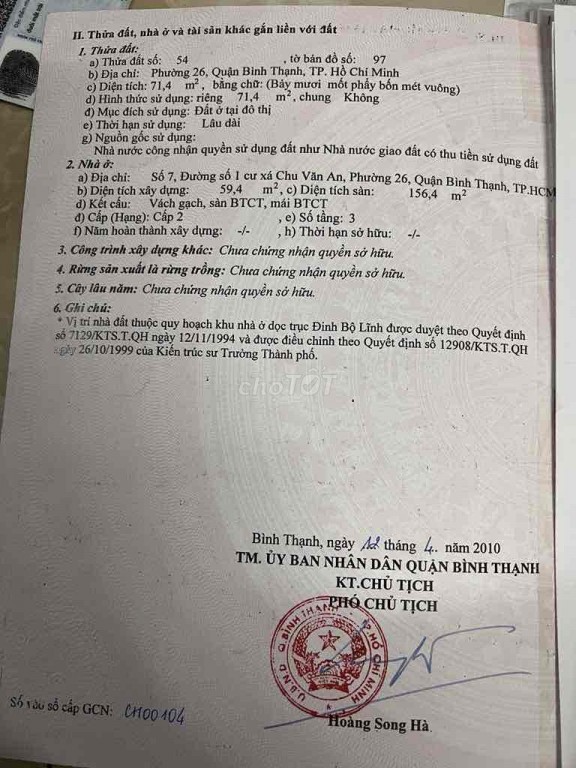 II. Thửa đất, nhà ở và tài sản khác gắn liền với đất
1. Thửa đất:
a) Thửa đất số: 54 , tờ bản đồ số: 97
b) Địa chỉ: Phường 26, Quận Bình Thạnh, TP. Hồ Chí Minh
c) Diện tích: 71,4 m², bằng chữ: (Bảy mươi mốt phẩy bốn mét vuông)
d) Hình thức sử dụng: riêng 71,4 m², chung Không
đ) Mục đích sử dụng: Đất ở tại đô thị
e) Thời hạn sử dụng: Lâu dài
g) Nguồn gốc sử dụng:
Nhà nước công nhận quyền sử dụng đất như Nhà nước giao đất có thu tiền sử dụng đất
2. Nhà ở:
a) Địa chỉ: Số 7, Đường số 1 cư xá Chu Văn An, Phường 26, Quận Bình Thạnh, TP.HCM
b) Diện tích xây dựng: 59,4 m², c) Diện tích sàn: 156,4 m²
d) Kết cấu: Vách gạch, sàn BTCT, mái BTCT
đ) Cấp (Hạng): Cấp 2 , e) Số tầng: 3
f) Năm hoàn thành xây dựng: -/- , h) Thời hạn sở hữu: -/-
3. Công trình xây dựng khác: Chưa chứng nhận quyền sở hữu.
4. Rừng sản xuất là rừng trồng: Chưa chứng nhận quyền sở hữu.
5. Cây lâu năm: Chưa chứng nhận quyền sở hữu.
6. Ghi chú:
* Vị trí nhà đất thuộc quy hoạch khu nhà ở dọc trục Đinh Bộ Lĩnh được duyệt theo Quyết định
số 7129/KTS.T.QH ngày 12/11/1994 và được điều chỉnh theo Quyết định số 12908/KTS.T.QH
ngày 26/10/1999 của Kiến trúc sư Trưởng Thành phố.
chợTỐT
Bình Thạnh, ngày 12 tháng 4. năm 2010
TM. ỦY BAN NHÂN DÂN QUẬN BÌNH THẠNH
KT.CHỦ TỊCH
PHÓ CHỦ TỊCH
U.B.N.D Q.BÌNH THẠNH TP HỒ CHÍ MINH
Hoàng Song Hà
Số vào sổ cấp GCN: CH00104